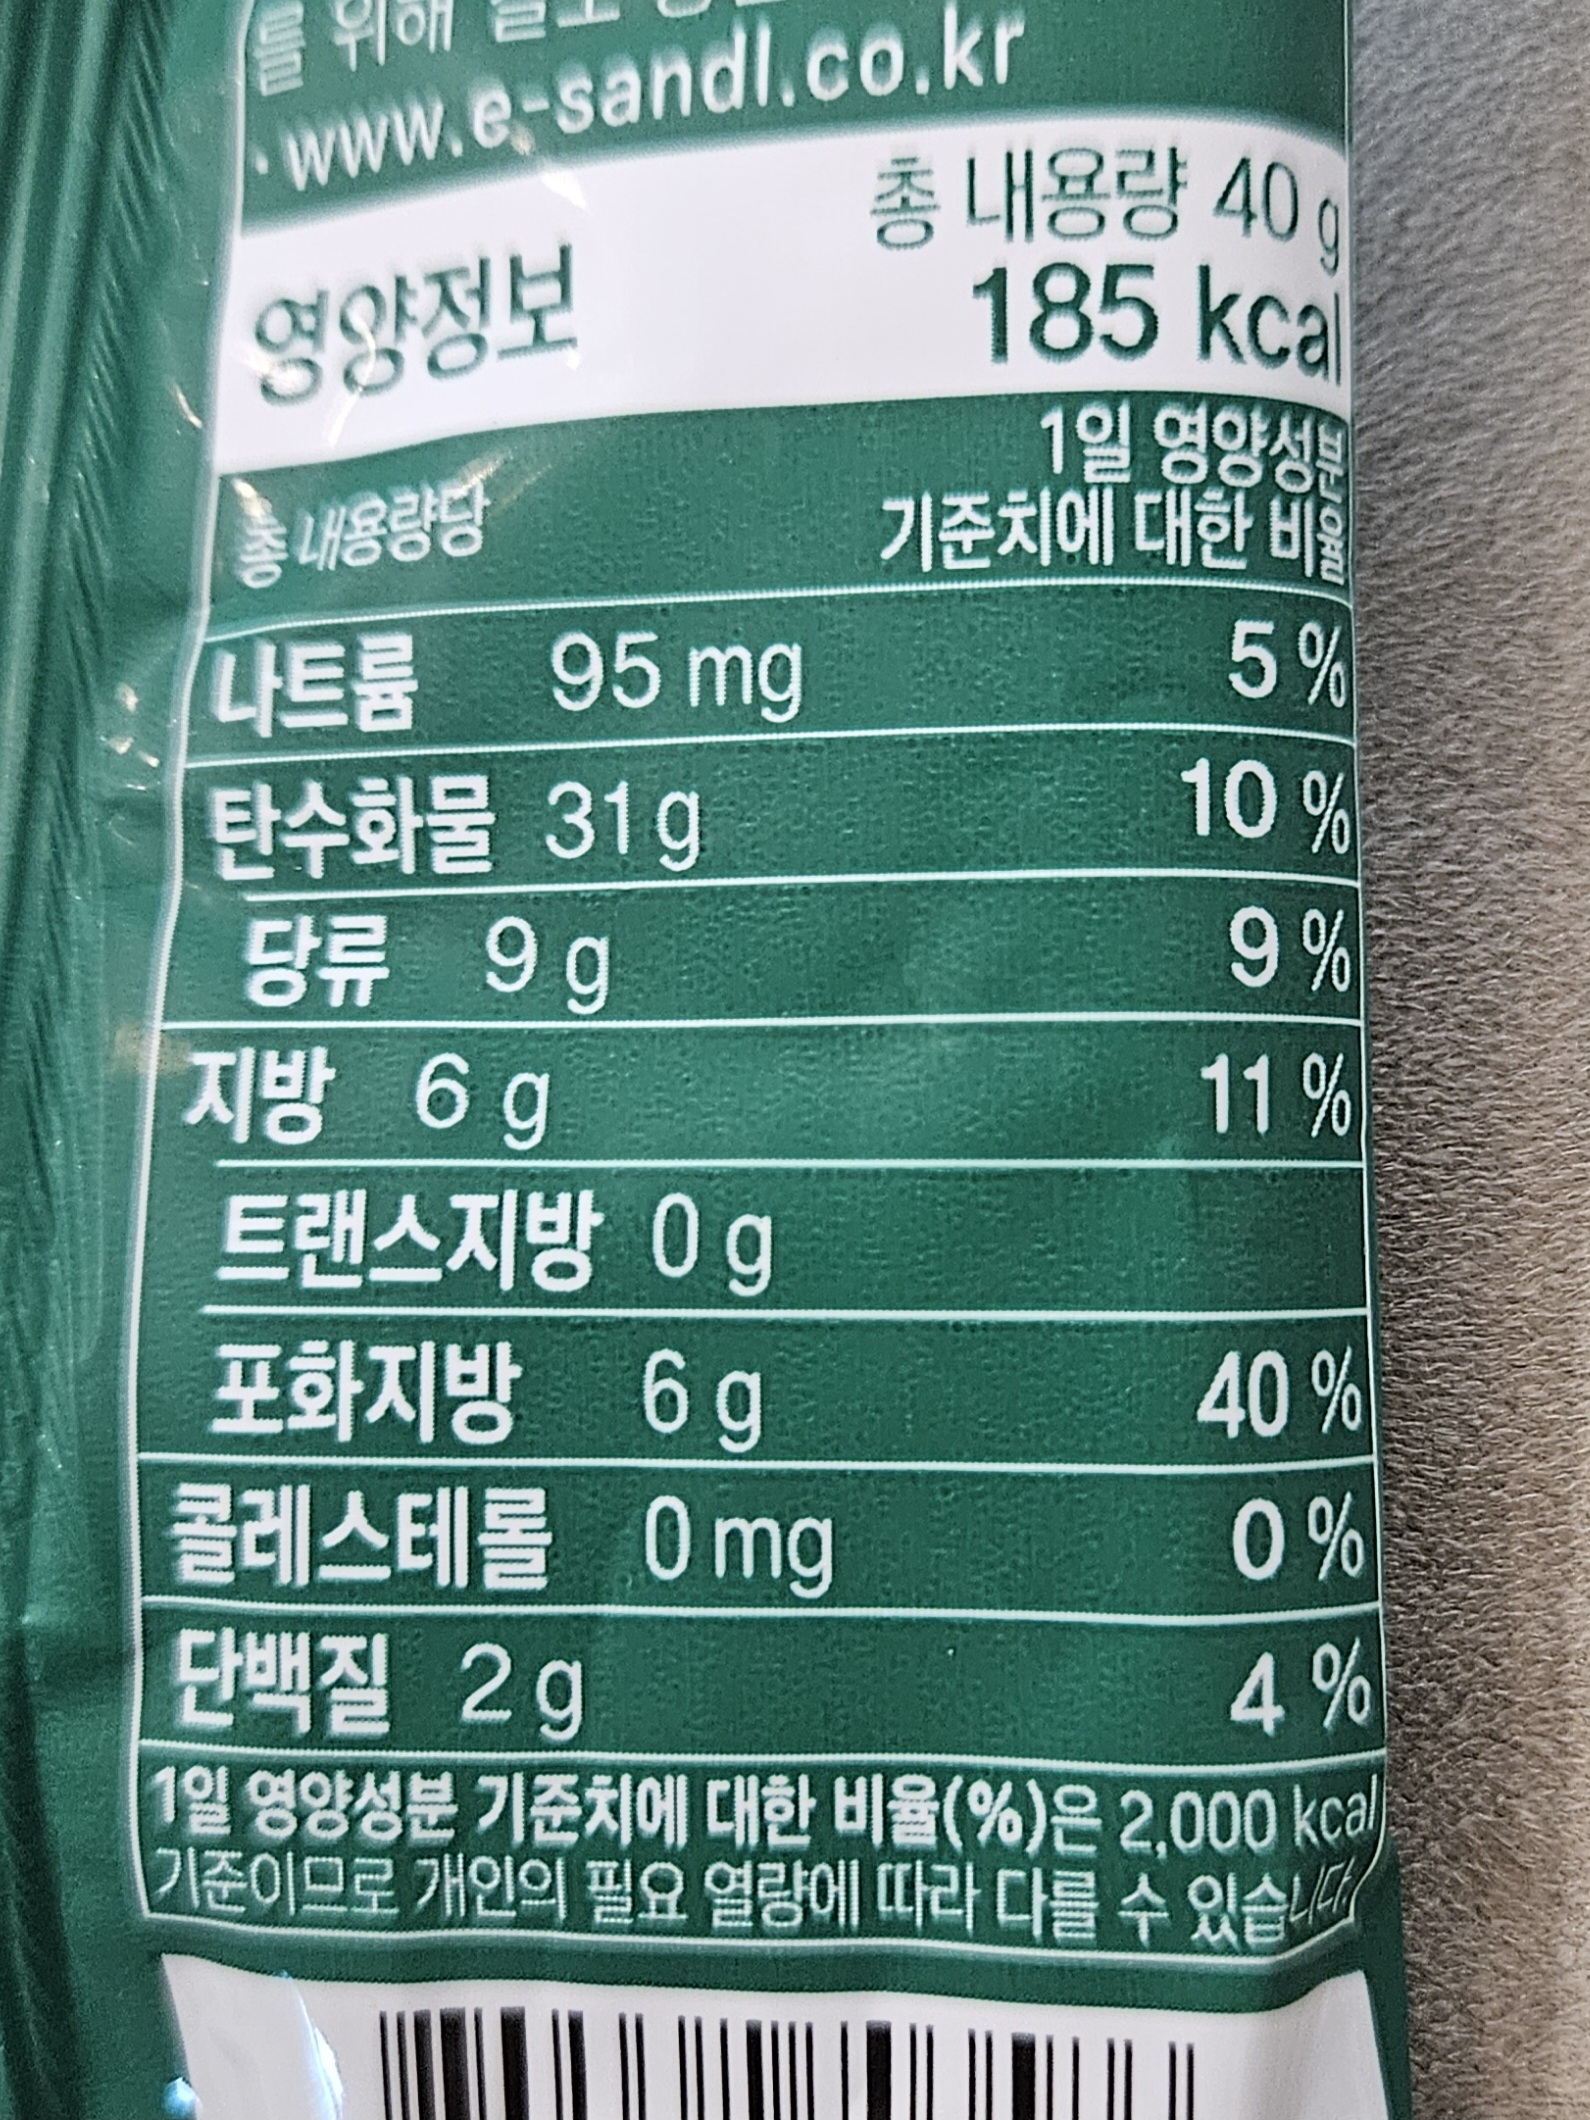 를 위해
www.e-sandl.co.kr
총 내용량 40 g
영양정보 185 kcal
1일 영양성분
총 내용량당 기준치에 대한 비율
나트륨 95 mg 5 %
탄수화물 31 g 10 %
당류 9 g 9 %
지방 6 g 11 %
트랜스지방 0 g
포화지방 6 g 40 %
콜레스테롤 0 mg 0 %
단백질 2 g 4 %
1일 영양성분 기준치에 대한 비율(%)은 2,000 kcal
기준이므로 개인의 필요 열량에 따라 다를 수 있습니다